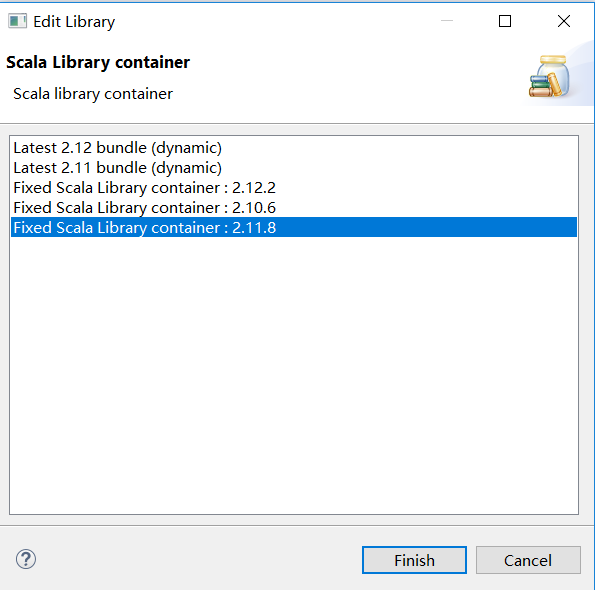 Edit Library
Scala Library container
Scala library container
Latest 2.12 bundle (dynamic)
Latest 2.11 bundle (dynamic)
Fixed Scala Library container : 2.12.2
Fixed Scala Library container : 2.10.6
Fixed Scala Library container : 2.11.8
?
Finish
Cancel